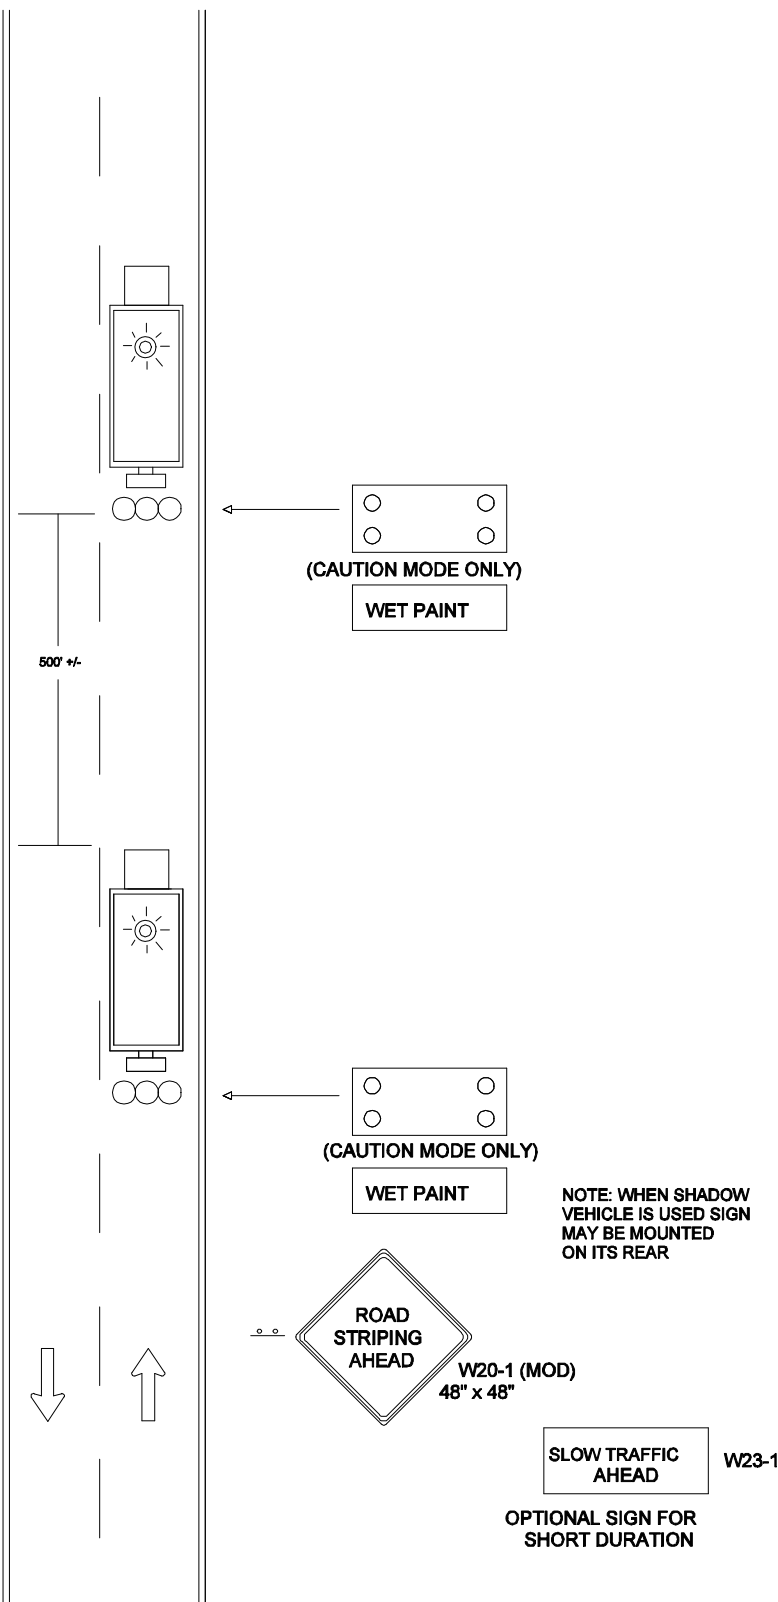 (CAUTION MODE ONLY)
WET PAINT
500' +/-
(CAUTION MODE ONLY)
WET PAINT
NOTE: WHEN SHADOW
VEHICLE IS USED SIGN
MAY BE MOUNTED
ON ITS REAR
ROAD
STRIPING
AHEAD
W20-1 (MOD)
48" x 48"
SLOW TRAFFIC
AHEAD
W23-1
OPTIONAL SIGN FOR
SHORT DURATION